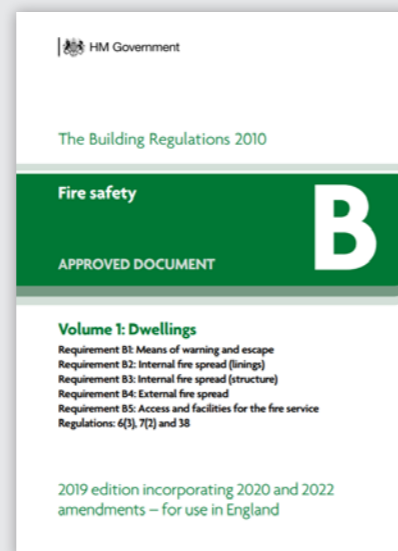 HM Government
The Building Regulations 2010
Fire safety
B
APPROVED DOCUMENT
Volume 1: Dwellings
Requirement B1: Means of warning and escape
Requirement B2: Internal fire spread (linings)
Requirement B3: Internal fire spread (structure)
Requirement B4: External fire spread
Requirement B5: Access and facilities for the fire service
Regulations: 6(3), 7(2) and 38
2019 edition incorporating 2020 and 2022
amendments – for use in England